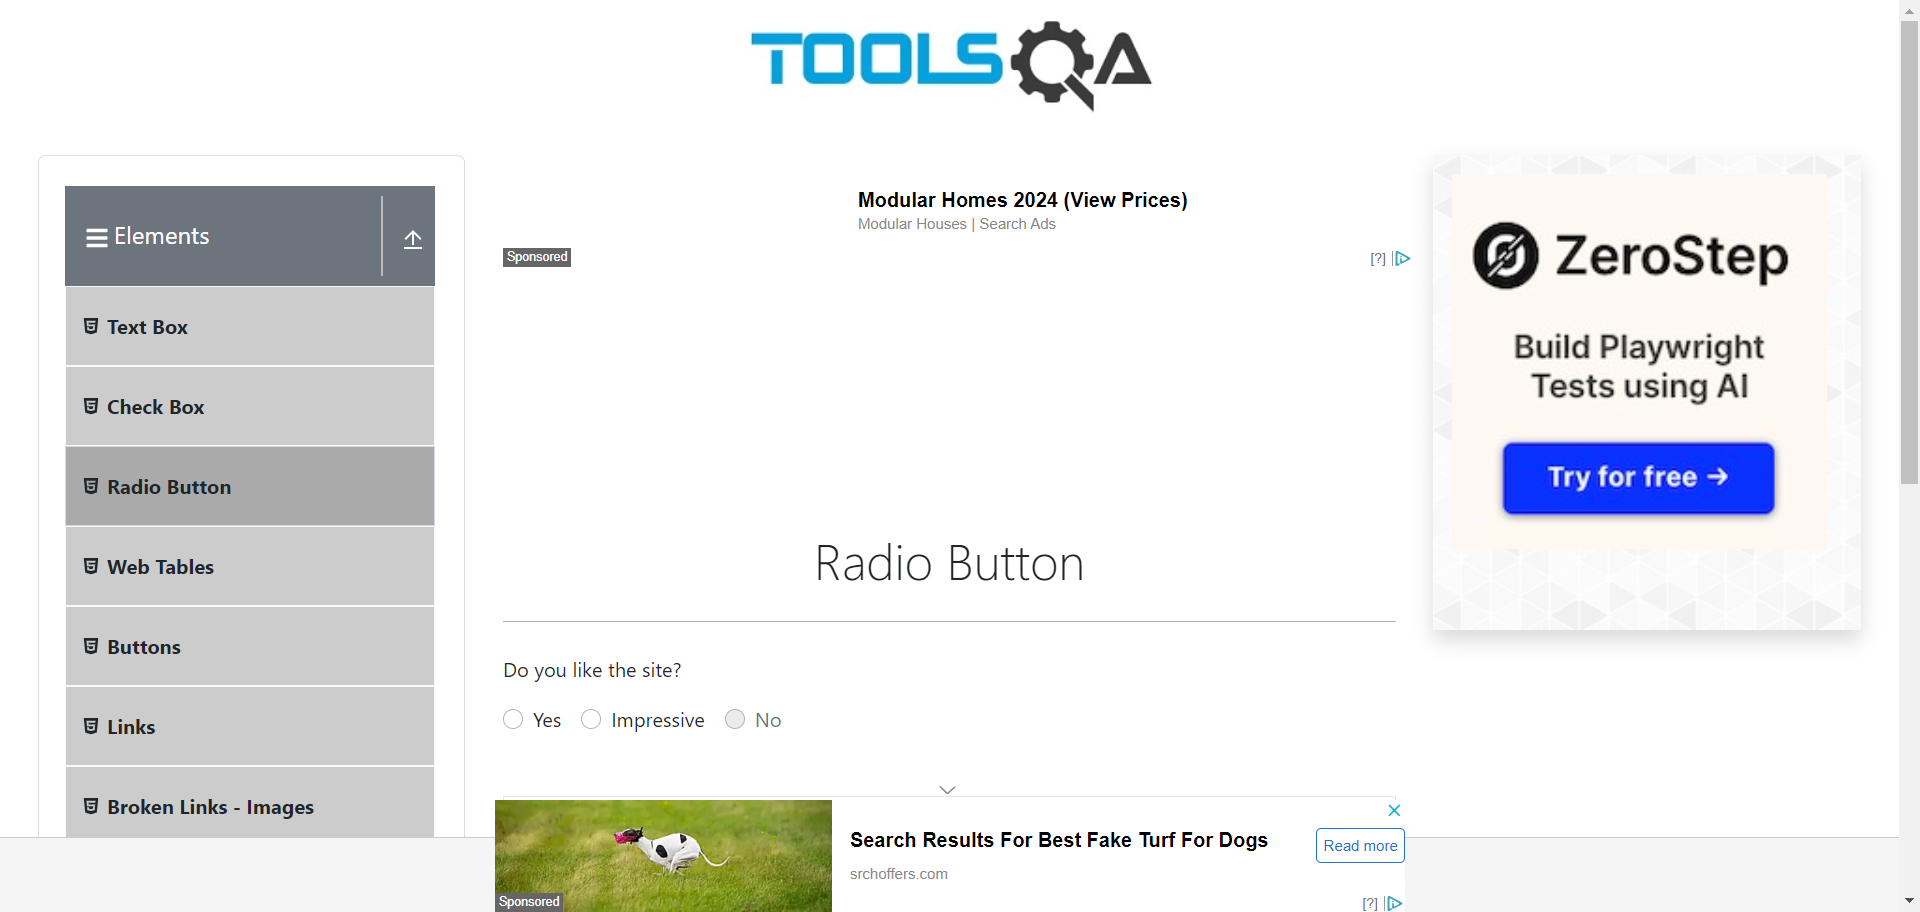 TOOLSQA
Elements
Text Box
Check Box
Radio Button
Web Tables
Buttons
Links
Broken Links - Images
Modular Homes 2024 (View Prices)
Modular Houses | Search Ads
Sponsored
[?]
Radio Button
Do you like the site?
Yes Impressive No
Search Results For Best Fake Turf For Dogs
srchoffers.com
Read more
Sponsored
[?]
ZeroStep
Build Playwright
Tests using AI
Try for free →